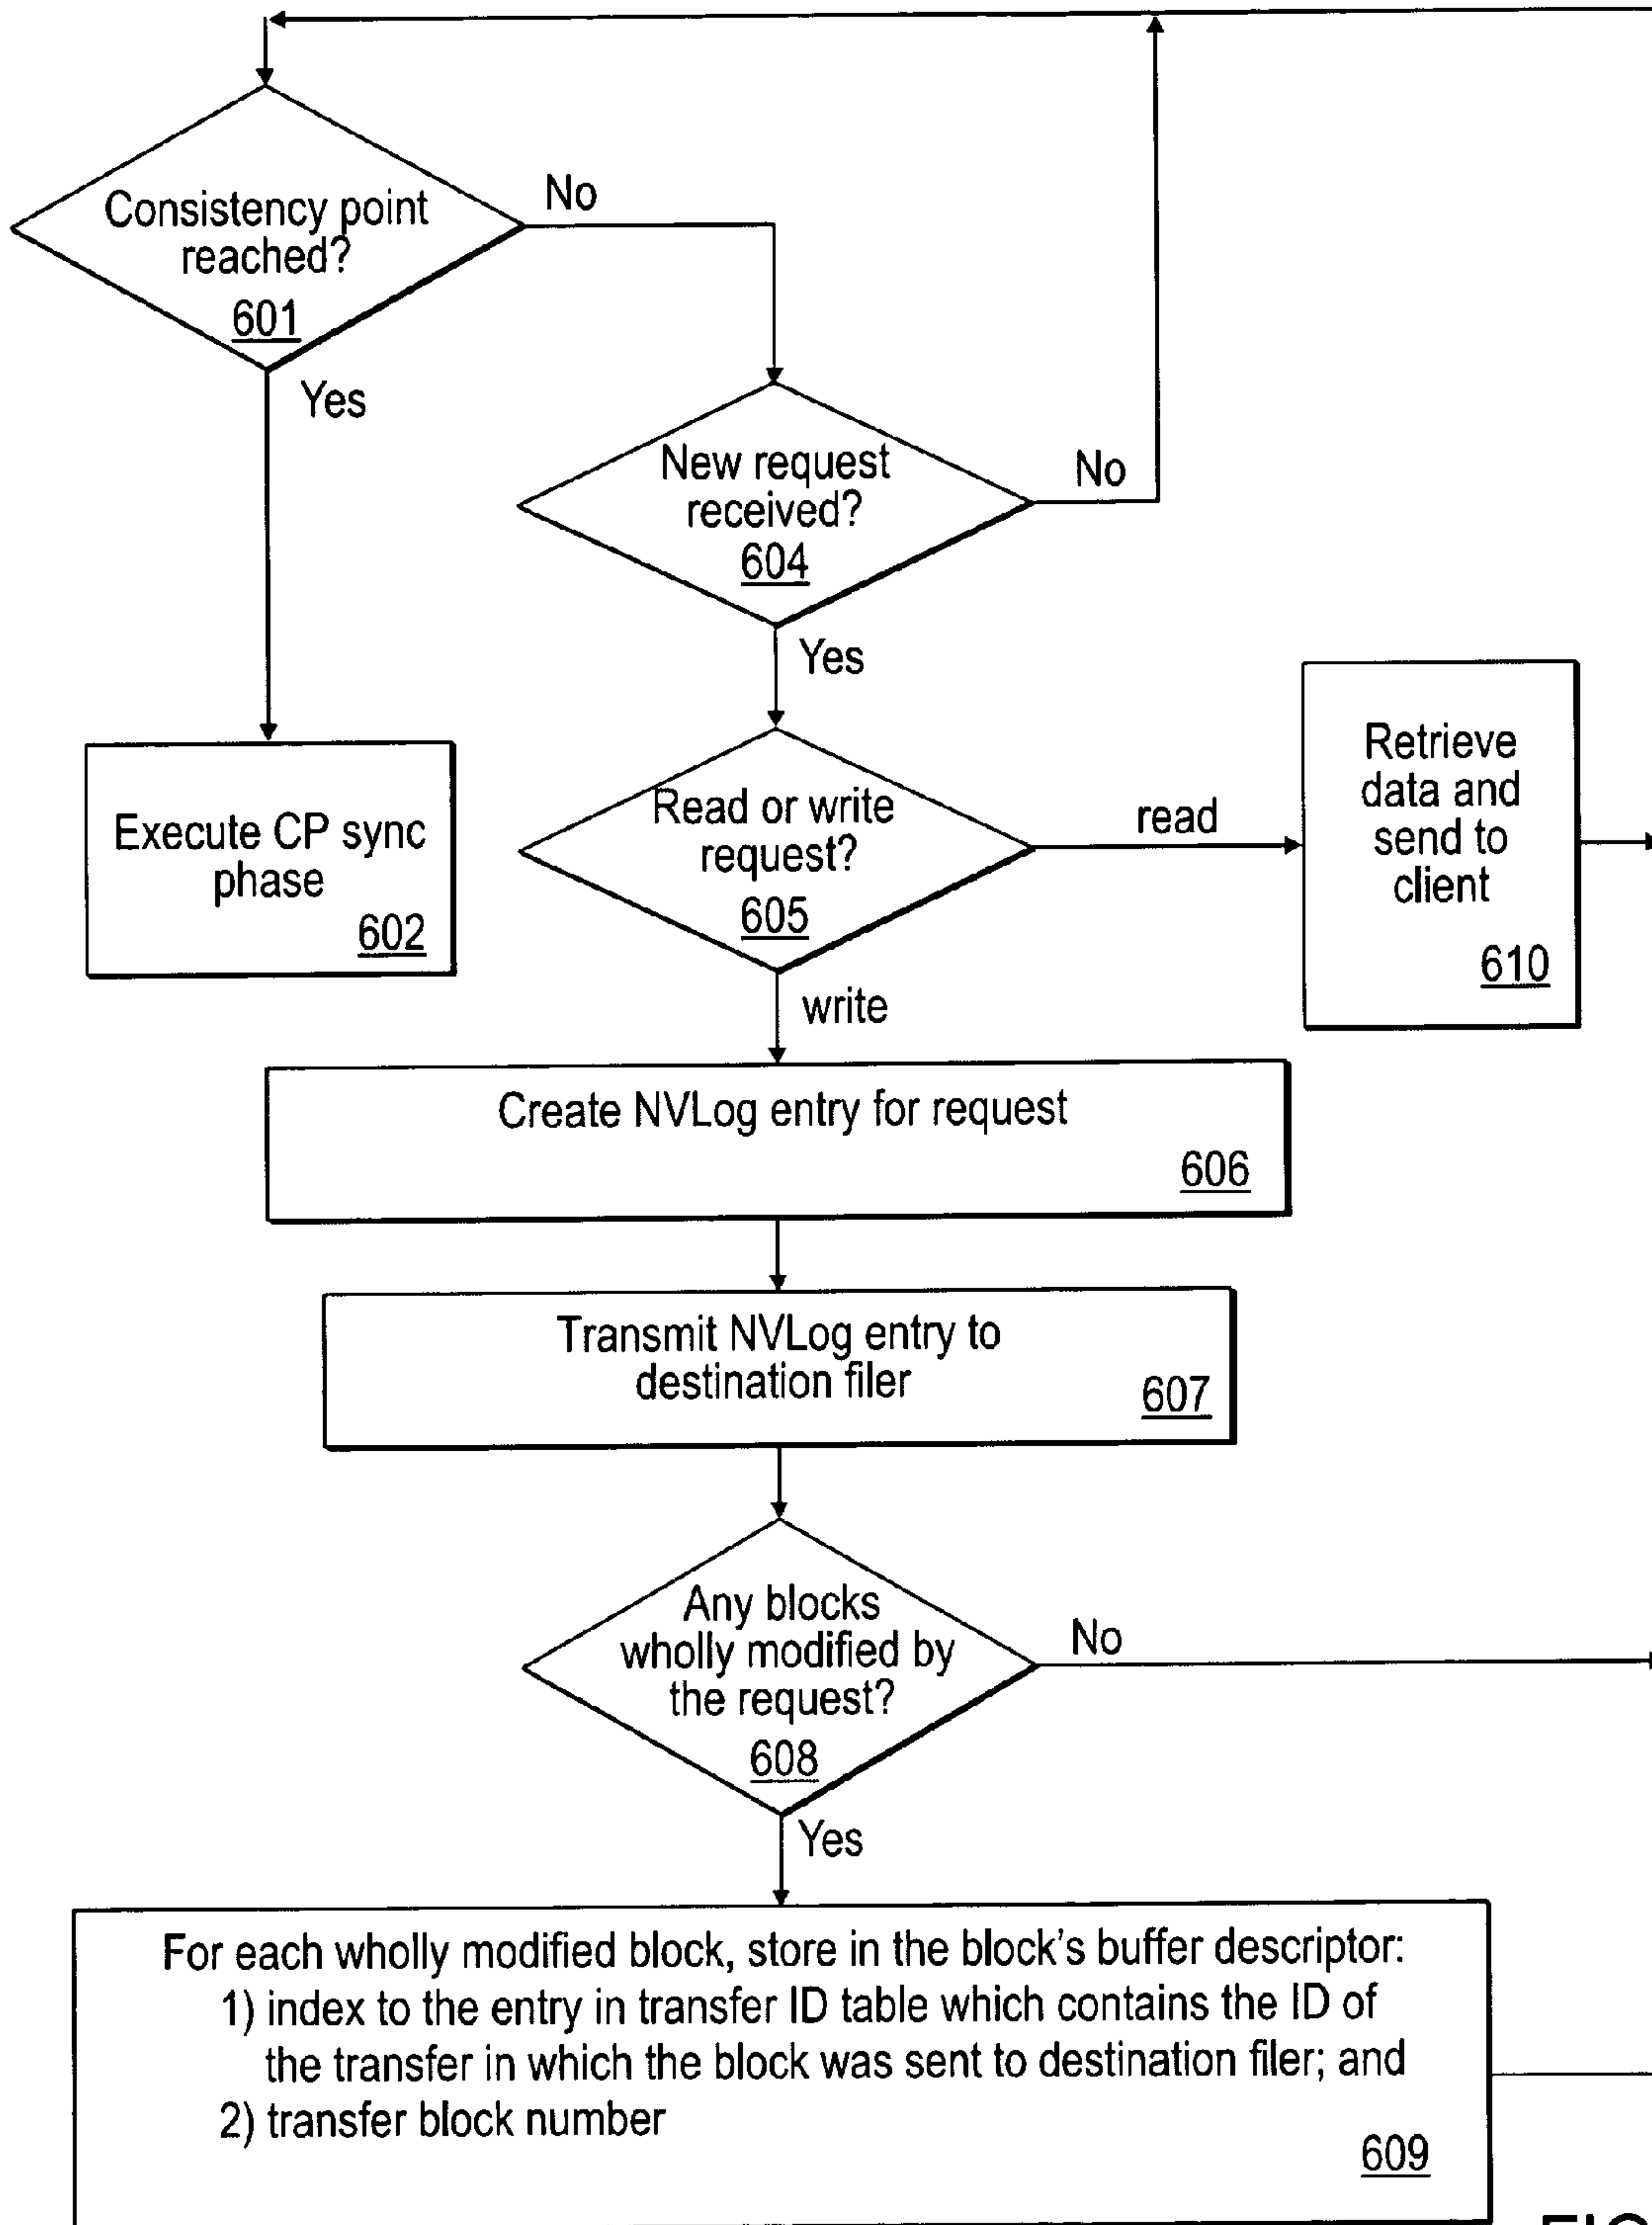 Consistency point
reached?
601
No
Yes
New request
received?
604
No
Yes
Execute CP sync
phase
602
Read or write
request?
605
read
write
Retrieve
data and
send to
client
610
Create NVLog entry for request
606
Transmit NVLog entry to
destination filer
607
Any blocks
wholly modified by
the request?
608
No
Yes
For each wholly modified block, store in the block's buffer descriptor:
1) index to the entry in transfer ID table which contains the ID of
the transfer in which the block was sent to destination filer; and
2) transfer block number
609